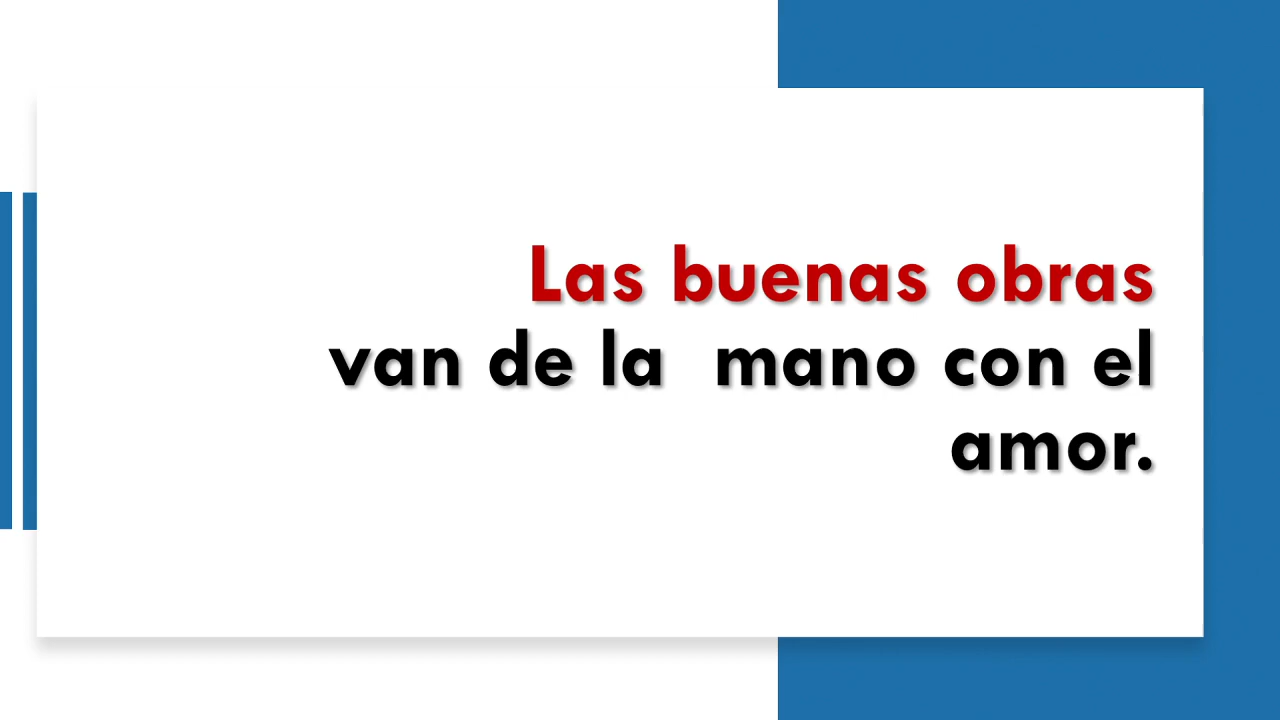 Las buenas obras
van de la  mano con el
amor.